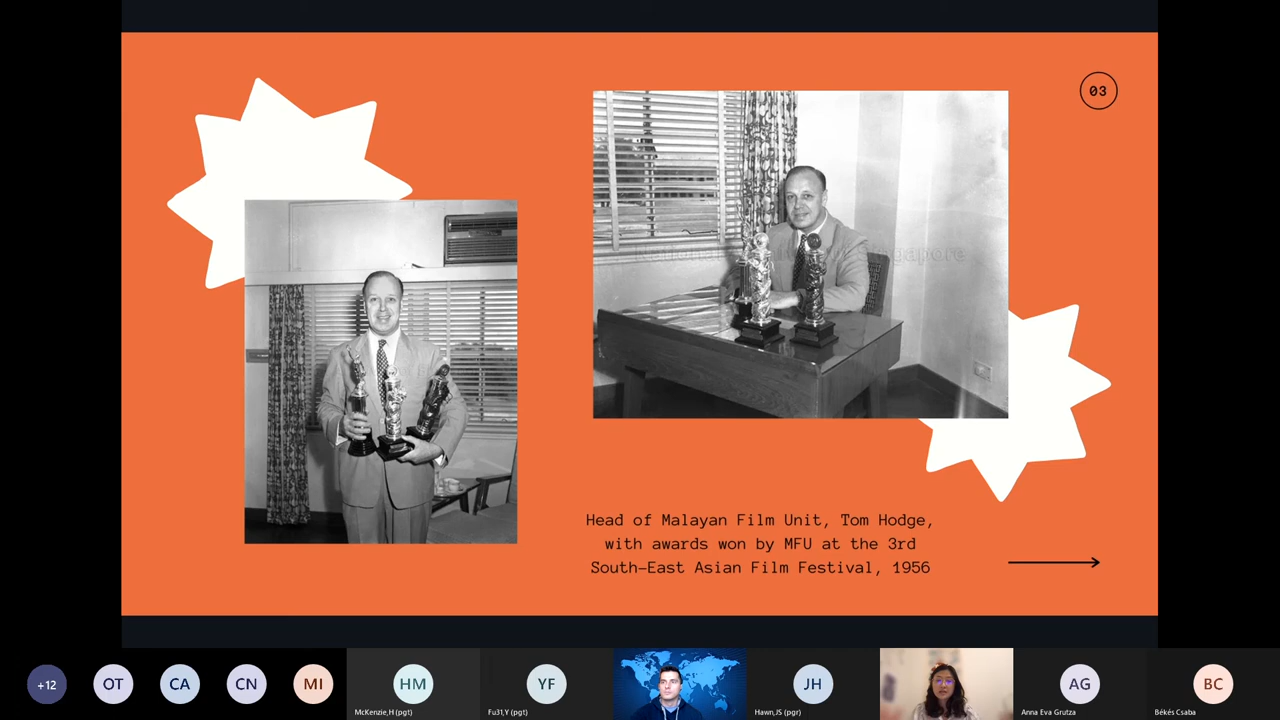 03
Head of Malayan Film Unit, Tom Hodge,
with awards won by MFU at the 3rd
South-East Asian Film Festival, 1956
+12
OT
CA
CN
MI
HM
McKenzie,H (pgt)
YF
Fu31,Y (pgt)
JH
Hawn,JS (pgr)
AG
Anna Eva Grutza
BC
Békés Csaba